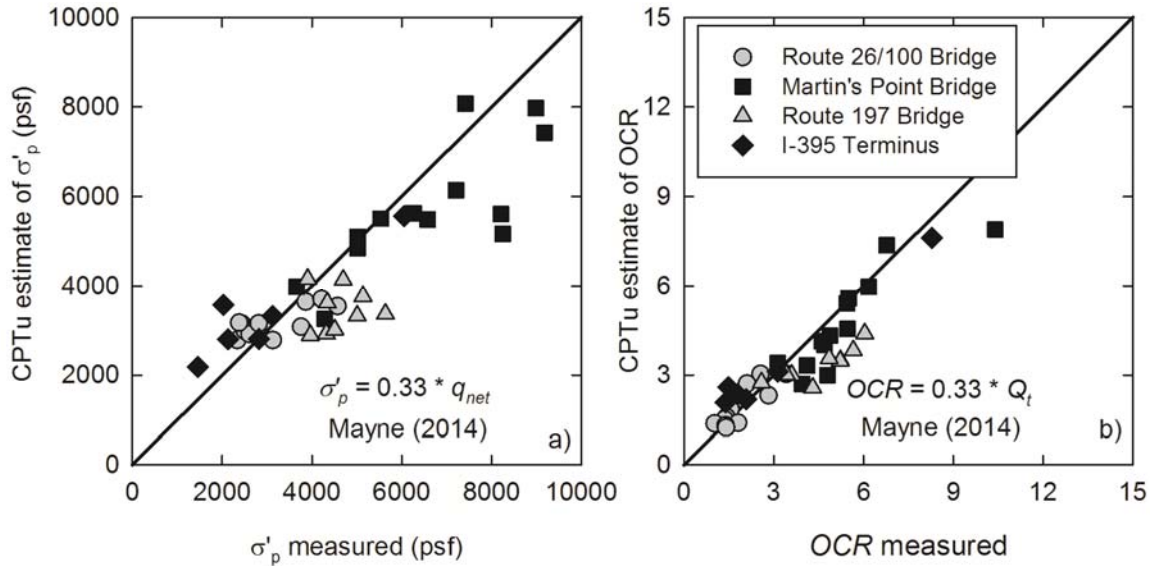 10000
8000
6000
4000
2000
0
CPTu estimate of σ'p (psf)
σ'p = 0.33 * qnet
Mayne (2014)
a)
0 2000 4000 6000 8000 10000
σ'p measured (psf)
15
12
9
6
3
0
CPTu estimate of OCR
Route 26/100 Bridge
Martin's Point Bridge
Route 197 Bridge
I-395 Terminus
OCR = 0.33 * Qt
Mayne (2014)
b)
0 3 6 9 12 15
OCR measured